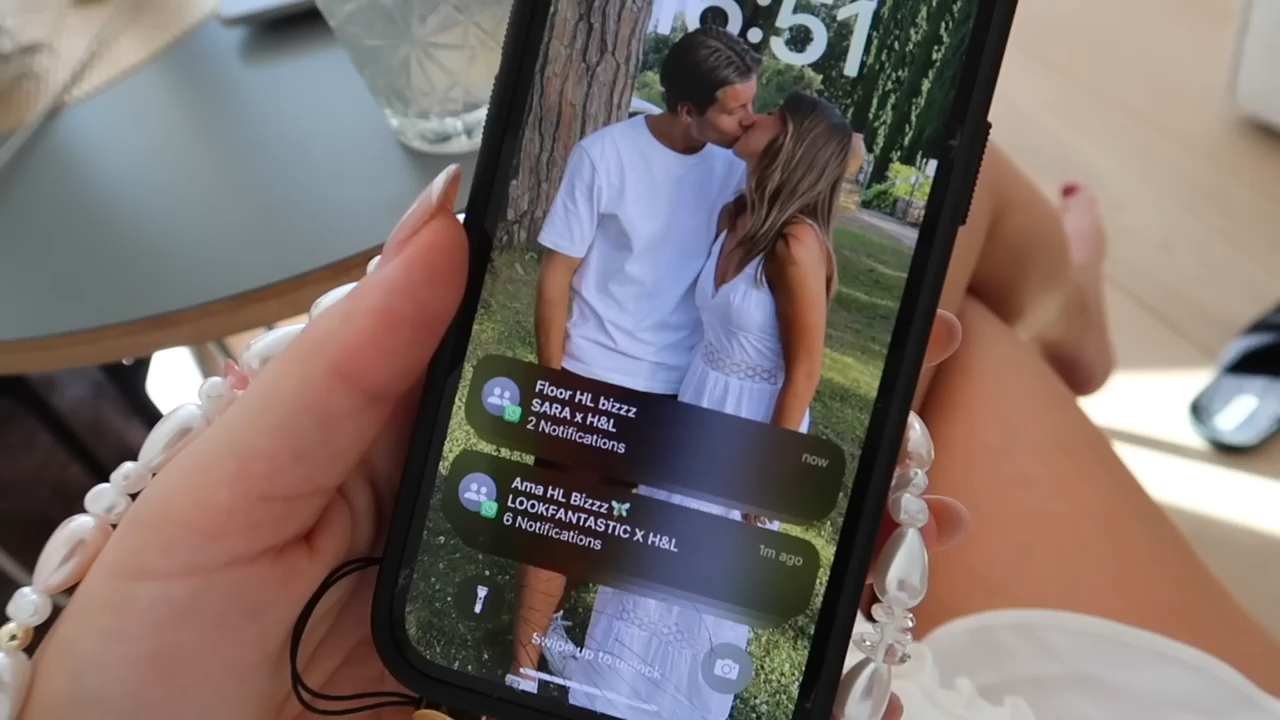 :51
Floor HL bizzz
SARA x H&L
2 Notifications
now
Ama HL Bizzz🦋
LOOKFANTASTIC X H&L
6 Notifications
1m ago
Swipe up to unlock